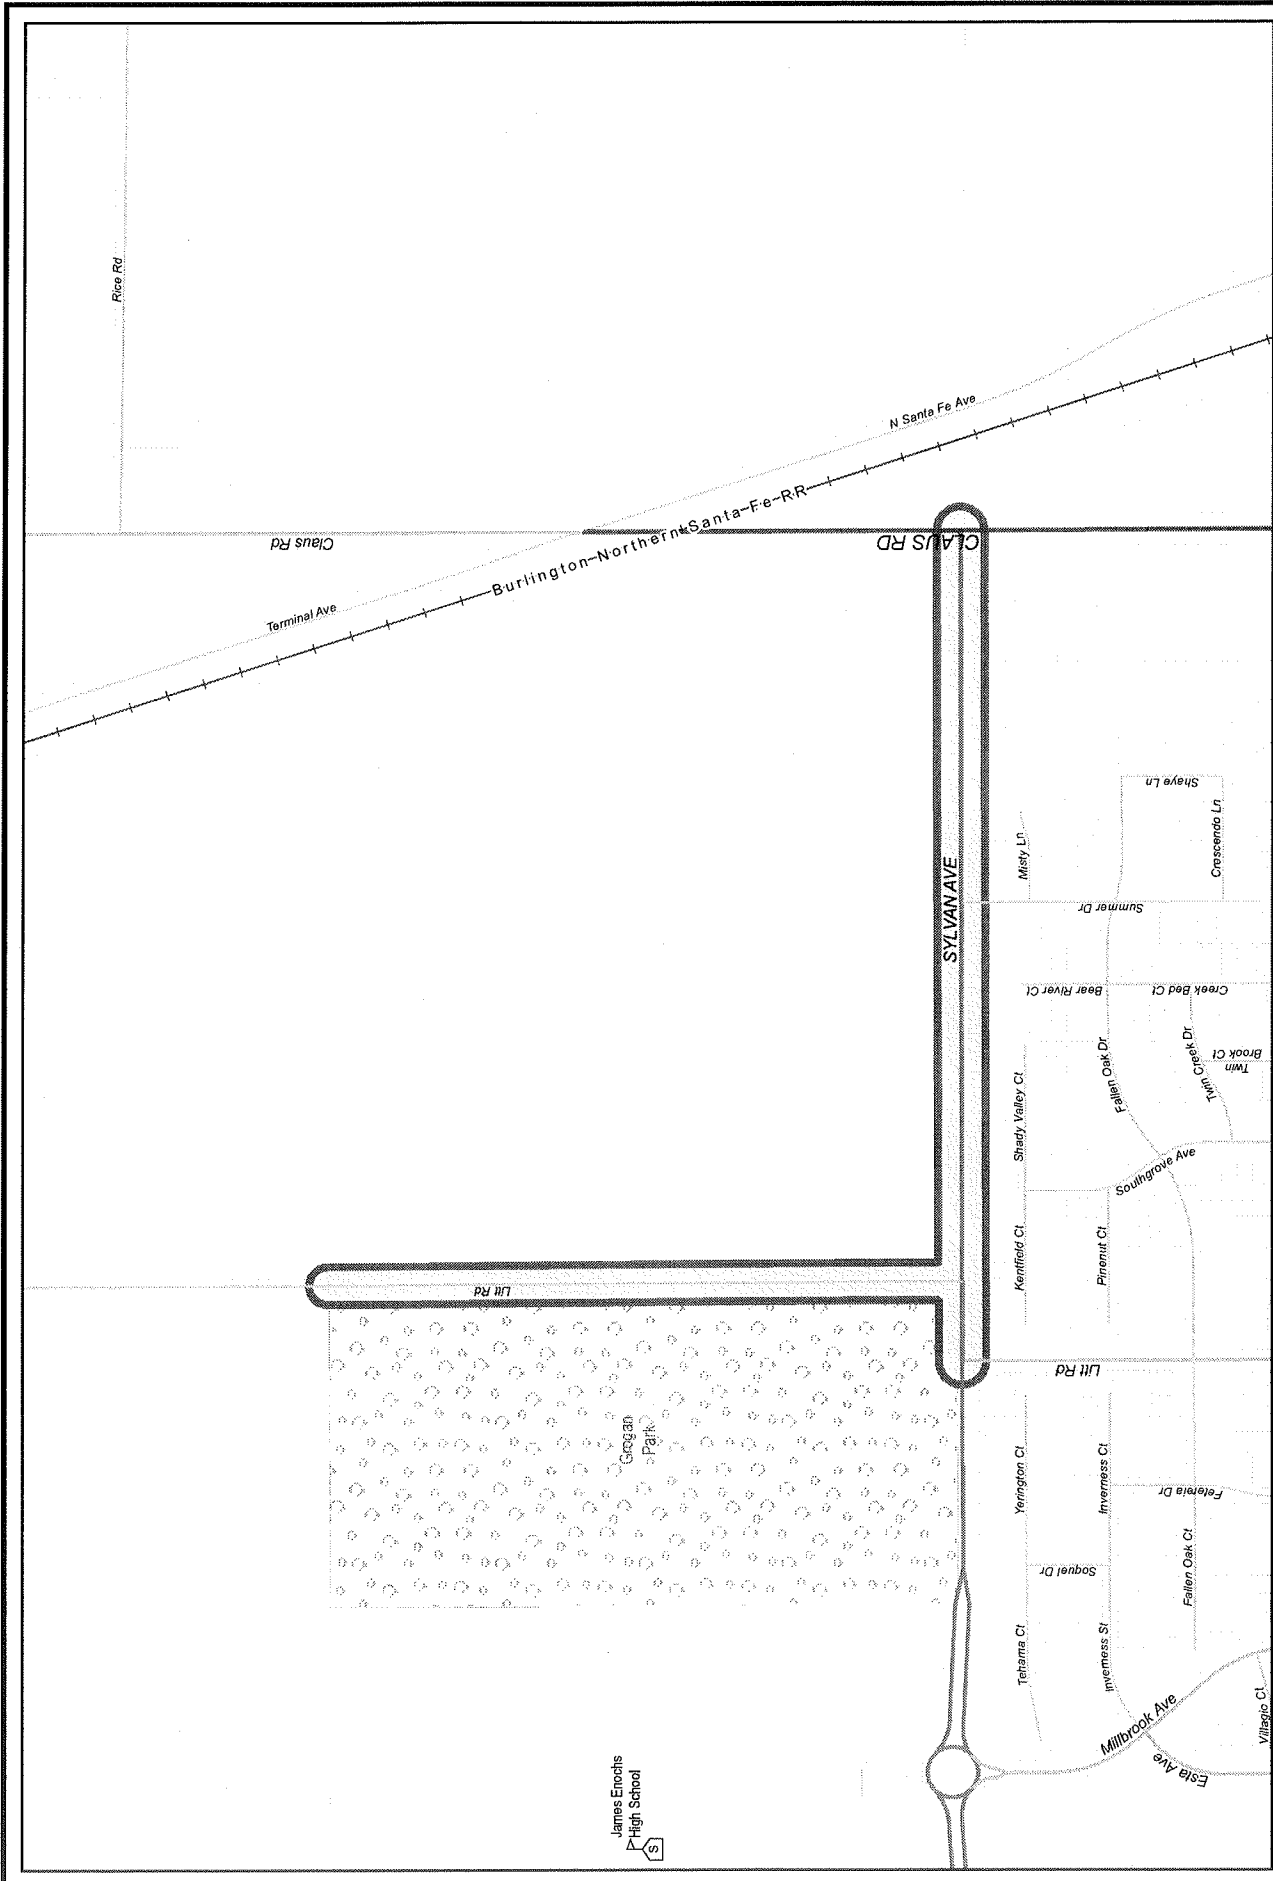 Rice Rd
N Santa Fe Ave
Claus Rd
CLAUS RD
Burlington-Northern-Santa-Fe-RR
Terminal Ave
SYLVAN AVE
Misty Ln
Shaye Ln
Crescendo Ln
Summer Dr
Bear River Ct
Creek Bed Ct
Shady Valley Ct
Fallen Oak Dr
Twin Creek Dr
Twin
Brook Ct
Southgrove Ave
Kentfield Ct
Pinenut Ct
Litt Rd
Litt Rd
Grogan
Park
Yerington Ct
Inverness Ct
Fetereia Dr
Soquel Dr
Fallen Oak Ct
Tehama Ct
Inverness St
Millbrook Ave
Esta Ave
Villagio Ct
James Enochs
High School
S